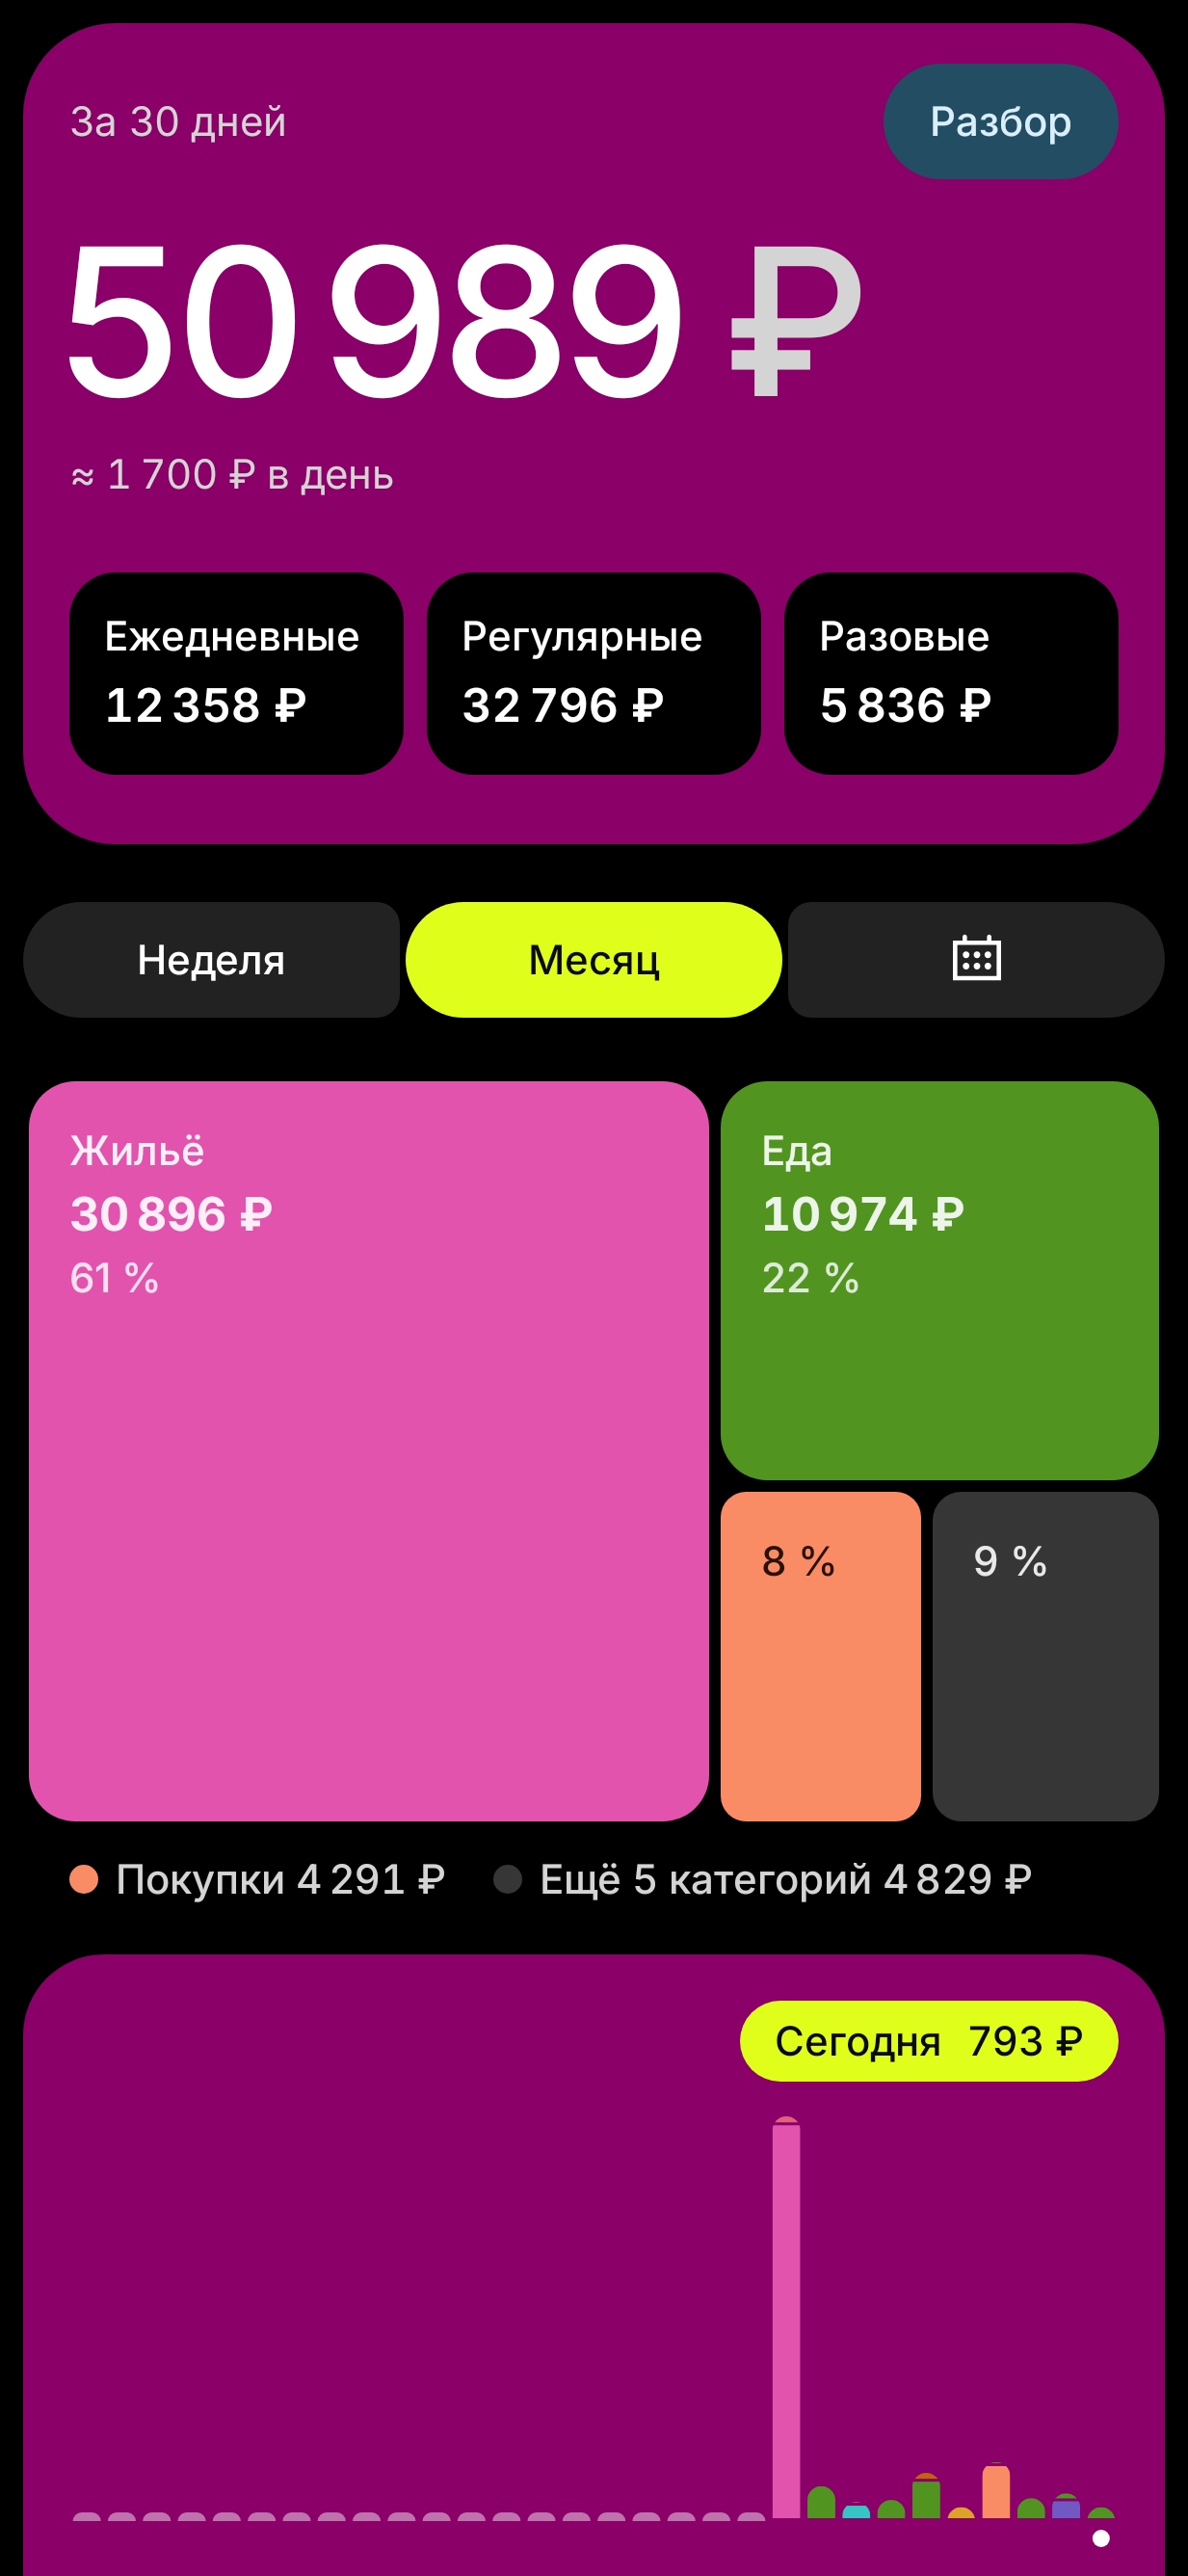 За 30 дней
Разбор
50 989 ₽
≈ 1 700 ₽ в день
Ежедневные
12 358 ₽
Регулярные
32 796 ₽
Разовые
5 836 ₽
Неделя
Месяц
Жильё
30 896 ₽
61 %
Еда
10 974 ₽
22 %
8 %
9 %
Покупки 4 291 ₽
Ещё 5 категорий 4 829 ₽
Сегодня 793 ₽